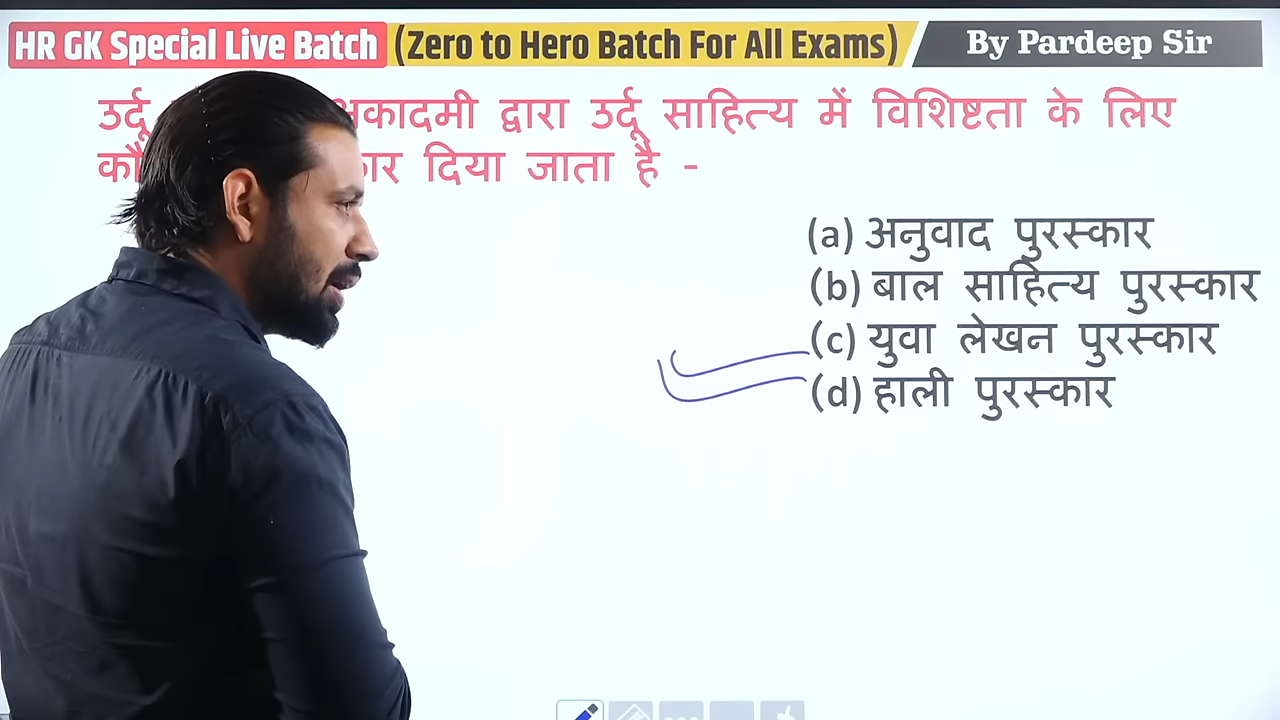 HR GK Special Live Batch (Zero to Hero Batch For All Exams) By Pardeep Sir
उर्दू अकादमी द्वारा उर्दू साहित्य में विशिष्टता के लिए
दिया जाता है -
(a) अनुवाद पुरस्कार
(b) बाल साहित्य पुरस्कार
(c) युवा लेखन पुरस्कार
(d) हाली पुरस्कार